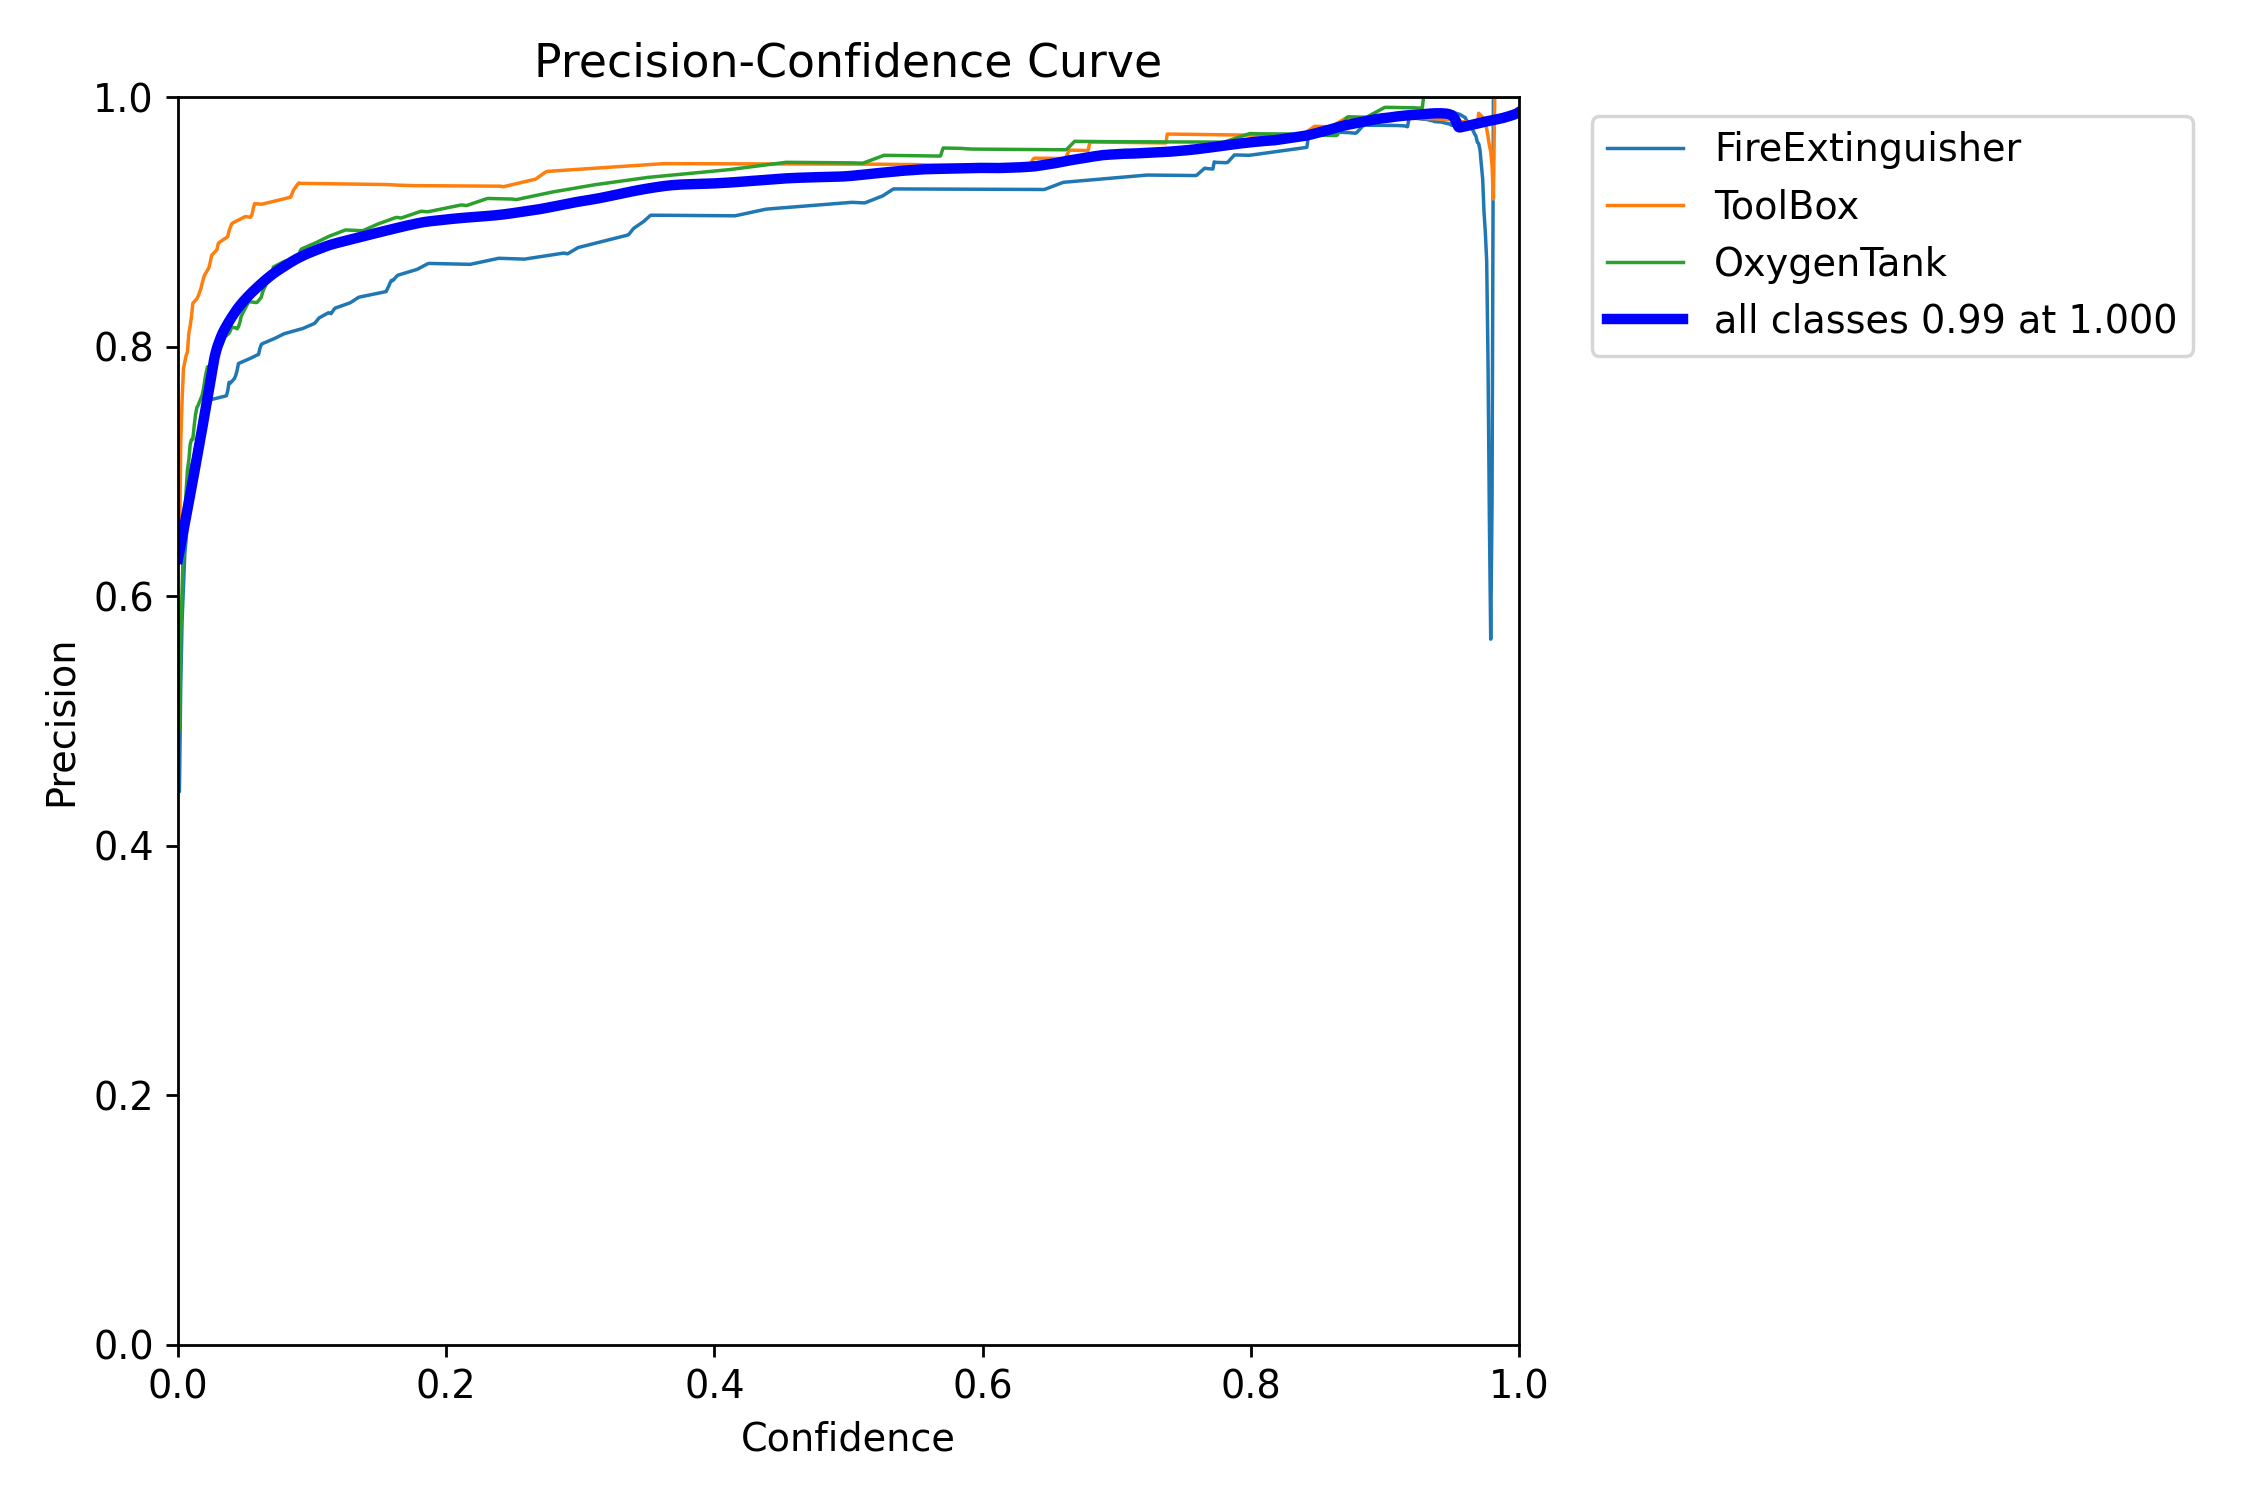 Precision-Confidence Curve
1.0
0.8
0.6
0.4
0.2
0.0
Precision
0.0 0.2 0.4 0.6 0.8 1.0
Confidence
FireExtinguisher
ToolBox
OxygenTank
all classes 0.99 at 1.000